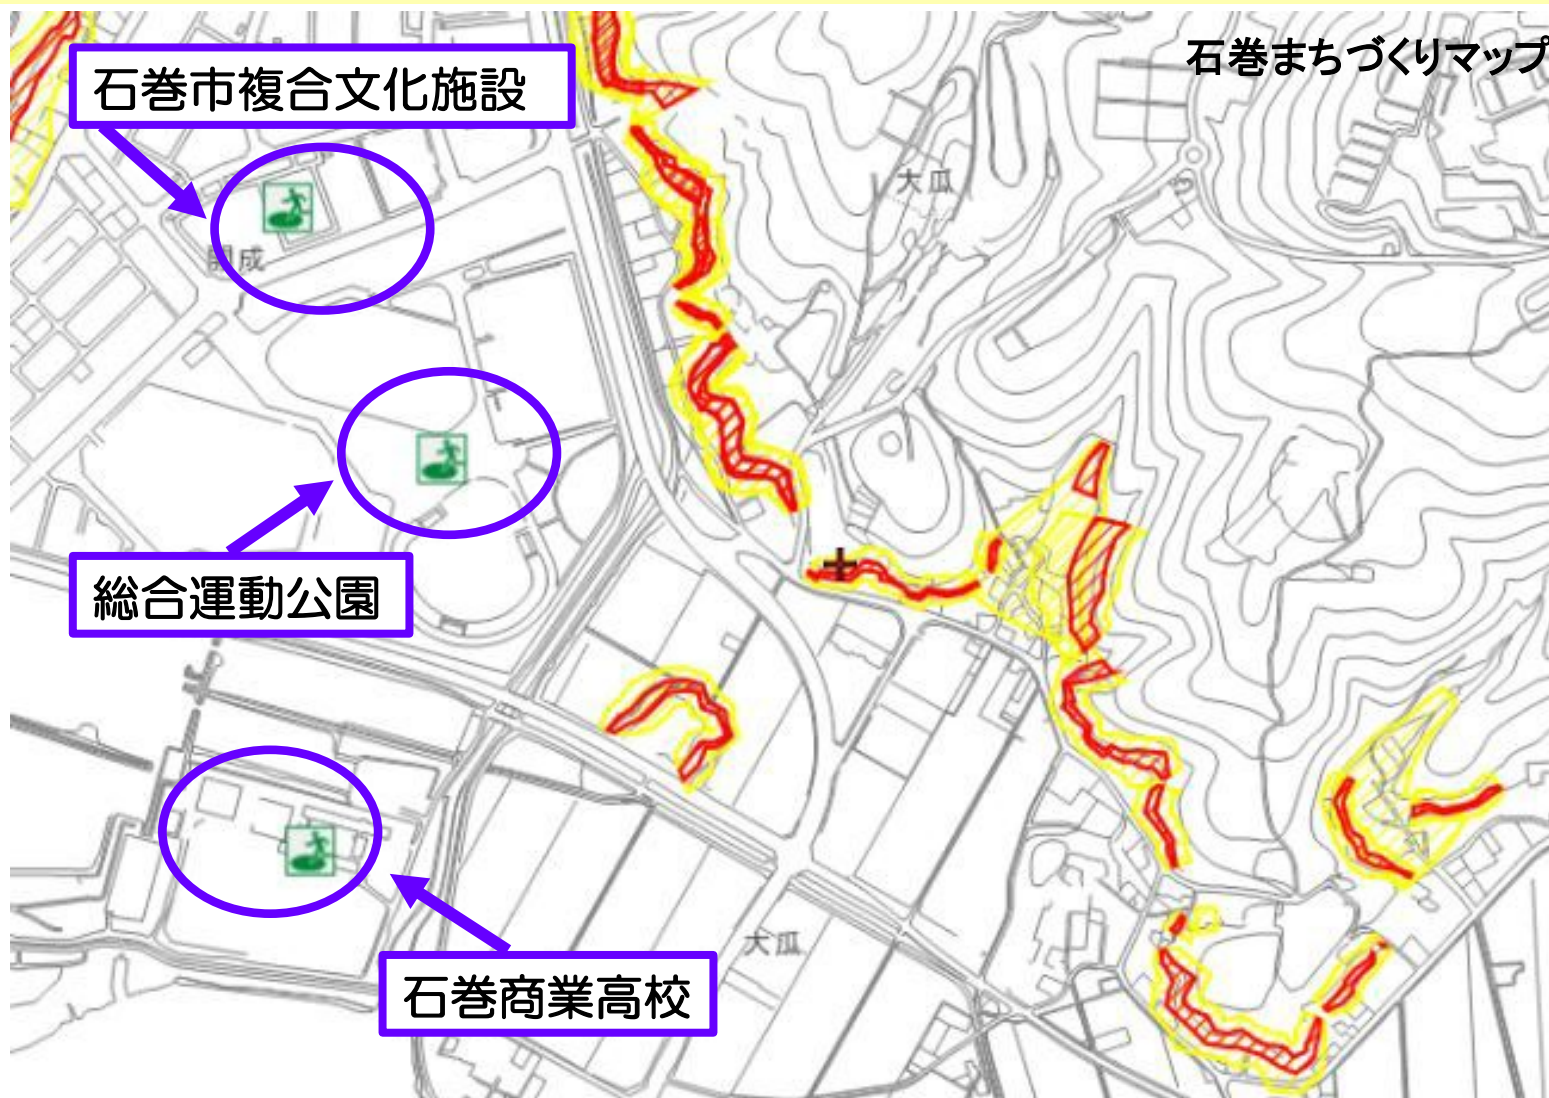 石巻まちづくりマップ
石巻市複合文化施設
大瓜
開成
総合運動公園
大瓜
石巻商業高校